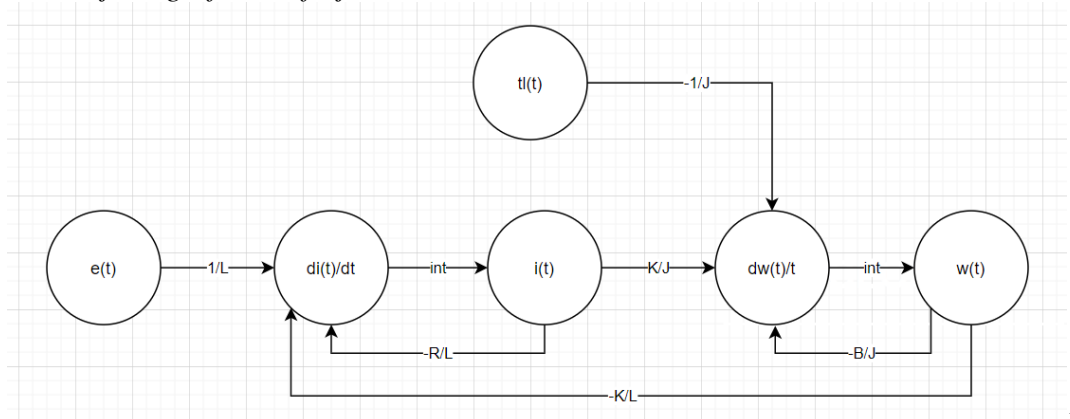 tl(t)
-1/J
e(t)
1/L
di(t)/dt
int
i(t)
K/J
dw(t)/t
int
w(t)
-R/L
-B/J
-K/L